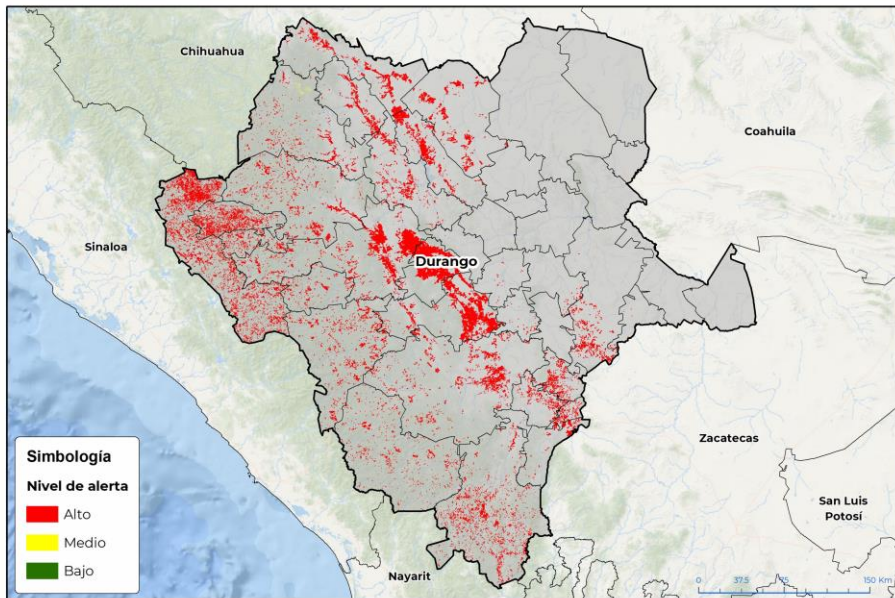 Chihuahua
Coahuila
Sinaloa
Durango
Zacatecas
San Luis
Potosí
Nayarit
Simbología
Nivel de alerta
Alto
Medio
Bajo
0 37.5 75 150 Km